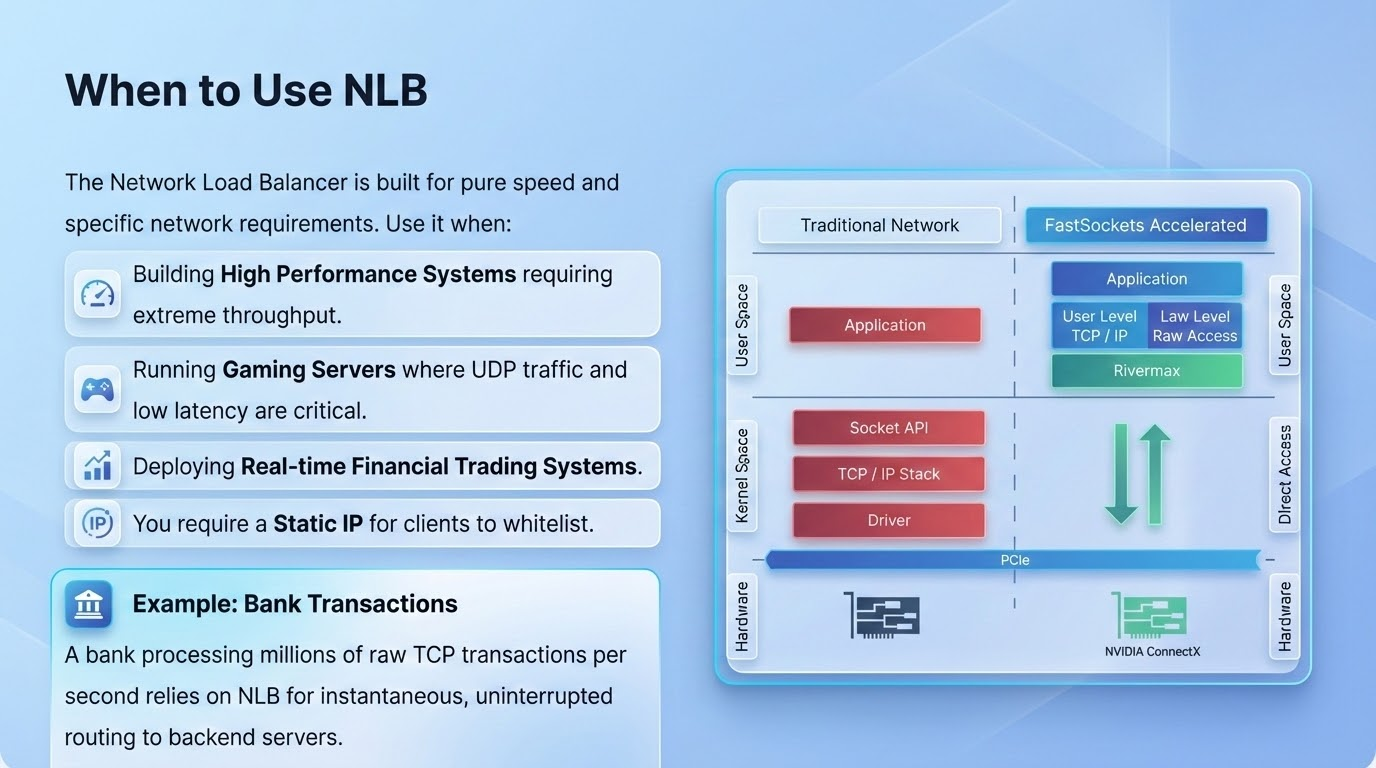 When to Use NLB
The Network Load Balancer is built for pure speed and
specific network requirements. Use it when:
Building High Performance Systems requiring
extreme throughput.
Running Gaming Servers where UDP traffic and
low latency are critical.
Deploying Real-time Financial Trading Systems.
IP
You require a Static IP for clients to whitelist.
Example: Bank Transactions
A bank processing millions of raw TCP transactions per
second relies on NLB for instantaneous, uninterrupted
routing to backend servers.
Traditional Network
FastSockets Accelerated
User Space
Application
Application
User Level
TCP / IP
Law Level
Raw Access
Rivermax
User Space
Kernel Space
Socket API
TCP / IP Stack
Driver
DIrect Access
PCIe
Hardware
NVIDIA ConnectX
Hardware